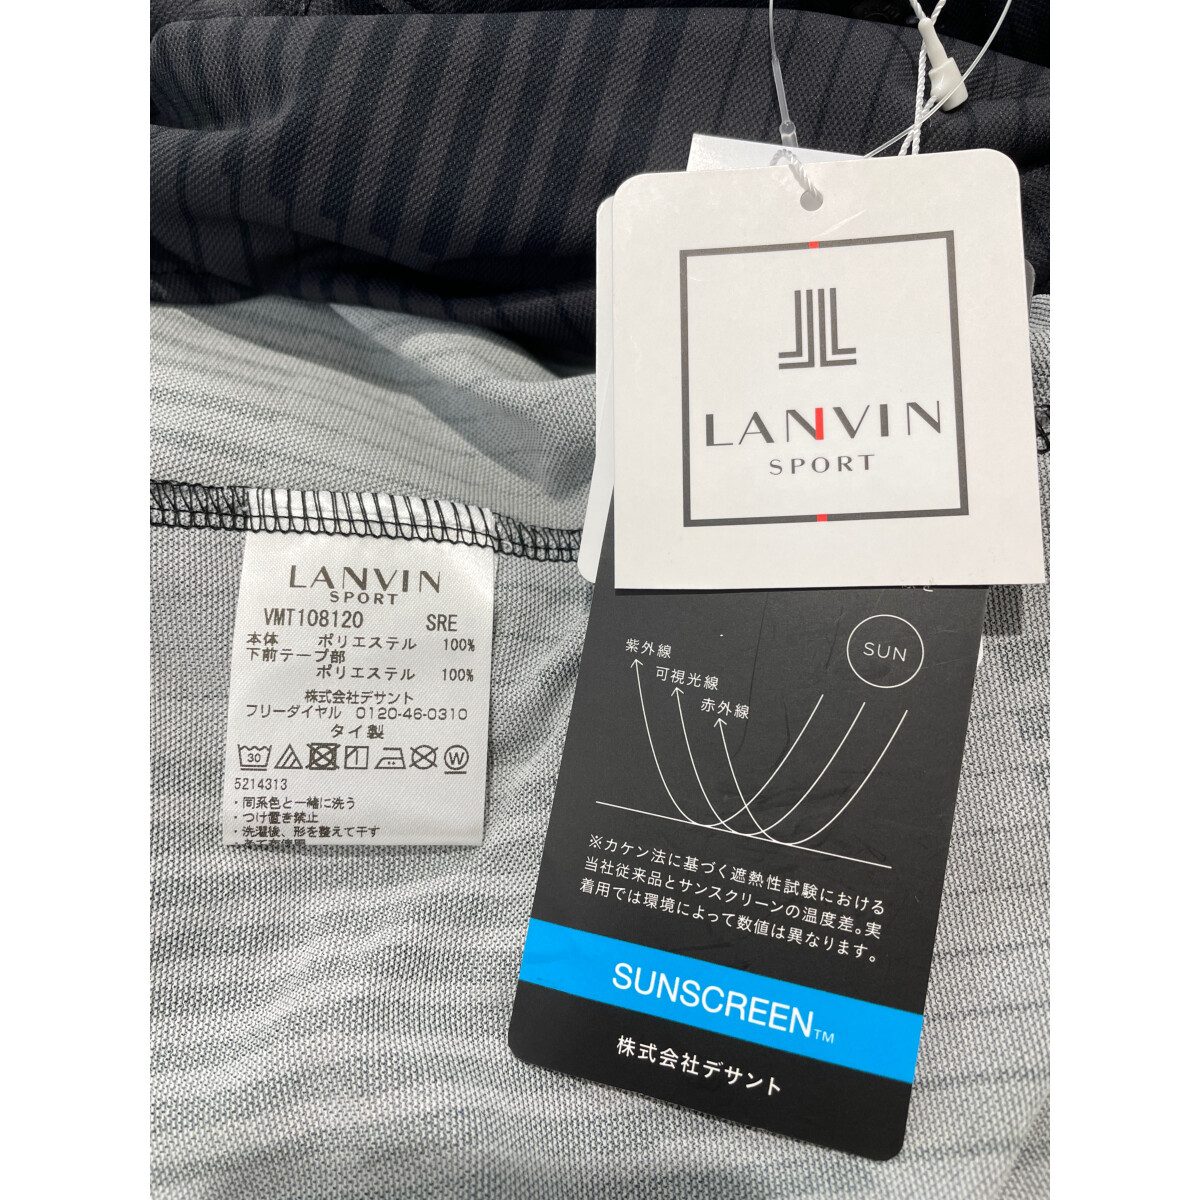 LANVIN
SPORT
LANVIN
SPORT
VMT108120 SRE
本体 ポリエステル 100%
下前テープ部
ポリエステル 100%
株式会社デサント
フリーダイヤル 0120-46-0310
タイ製
30
W
5214313
・同系色と一緒に洗う
・つけ置き禁止
・洗濯後、形を整えて干す
SUN
紫外線
可視光線
赤外線
※カケン法に基づく遮熱性試験における
当社従来品とサンスクリーンの温度差。実
着用では環境によって数値は異なります。
SUNSCREEN™
株式会社デサント